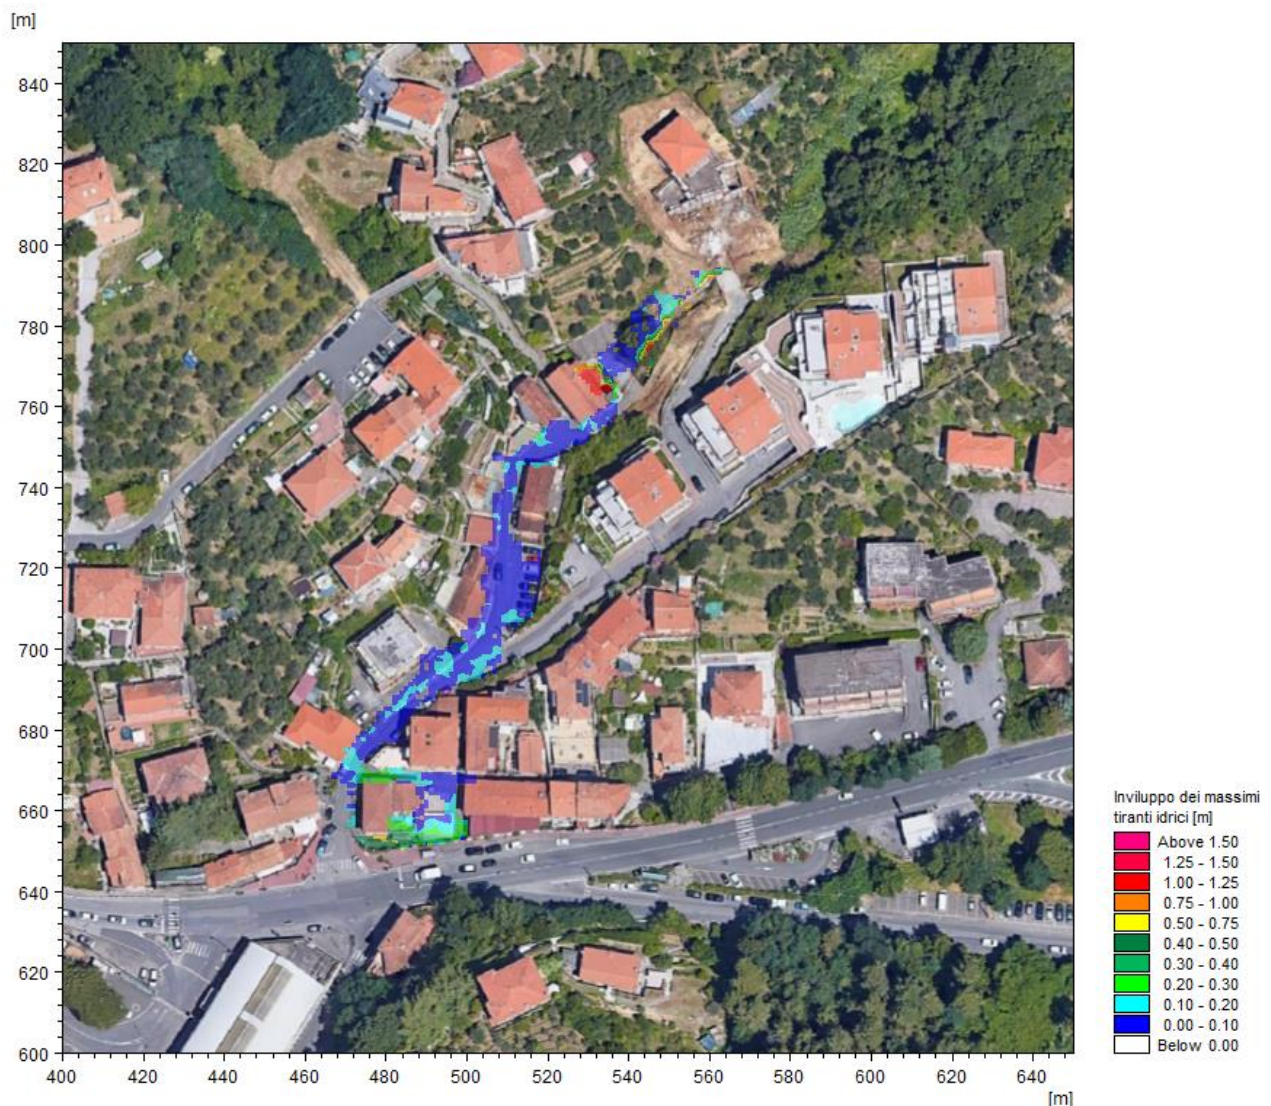 [m]
840
820
800
780
760
740
720
700
680
660
640
620
600
400 420 440 460 480 500 520 540 560 580 600 620 640
[m]
Inviluppo dei massimi
tiranti idrici [m]
Above 1.50
1.25 - 1.50
1.00 - 1.25
0.75 - 1.00
0.50 - 0.75
0.40 - 0.50
0.30 - 0.40
0.20 - 0.30
0.10 - 0.20
0.00 - 0.10
Below 0.00